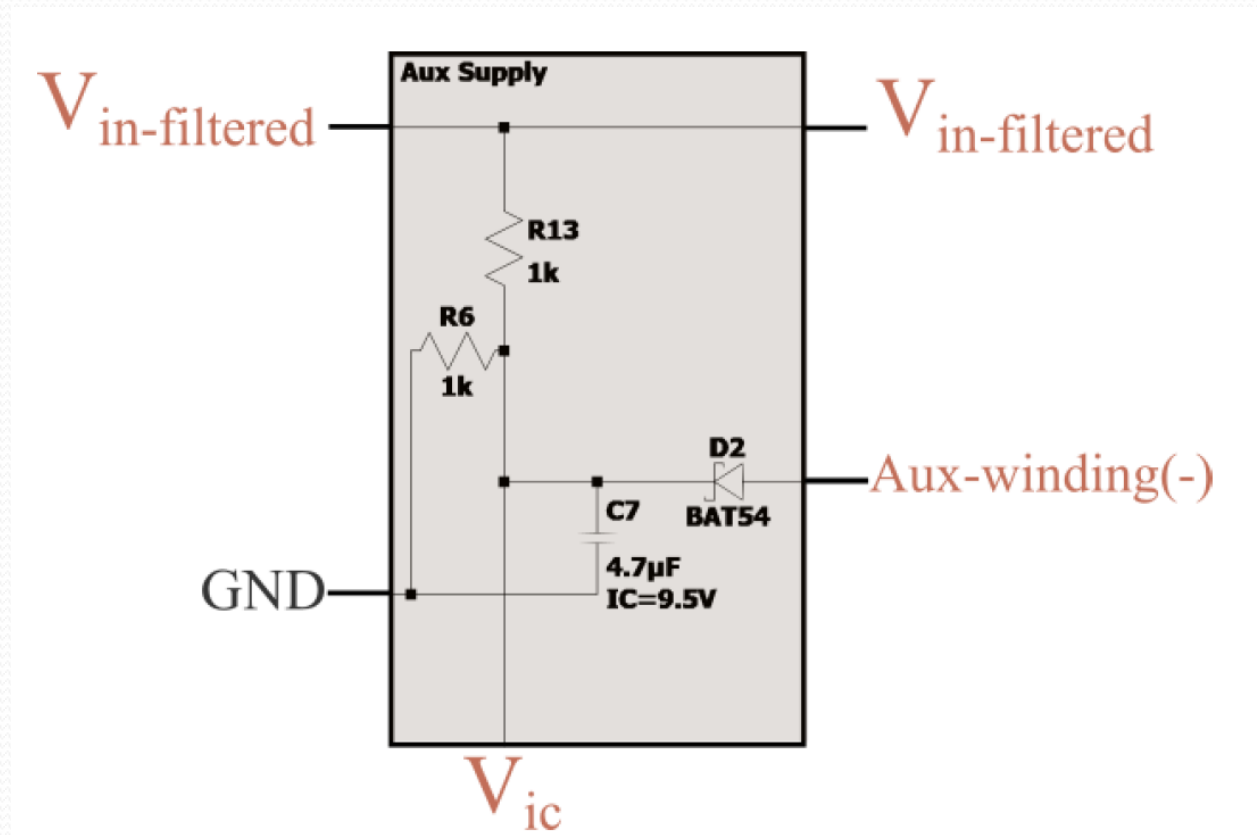 Aux Supply
Vin-filtered
Vin-filtered
R13
1k
R6
1k
D2
Aux-winding(-)
BAT54
C7
4.7µF
IC=9.5V
GND
Vic